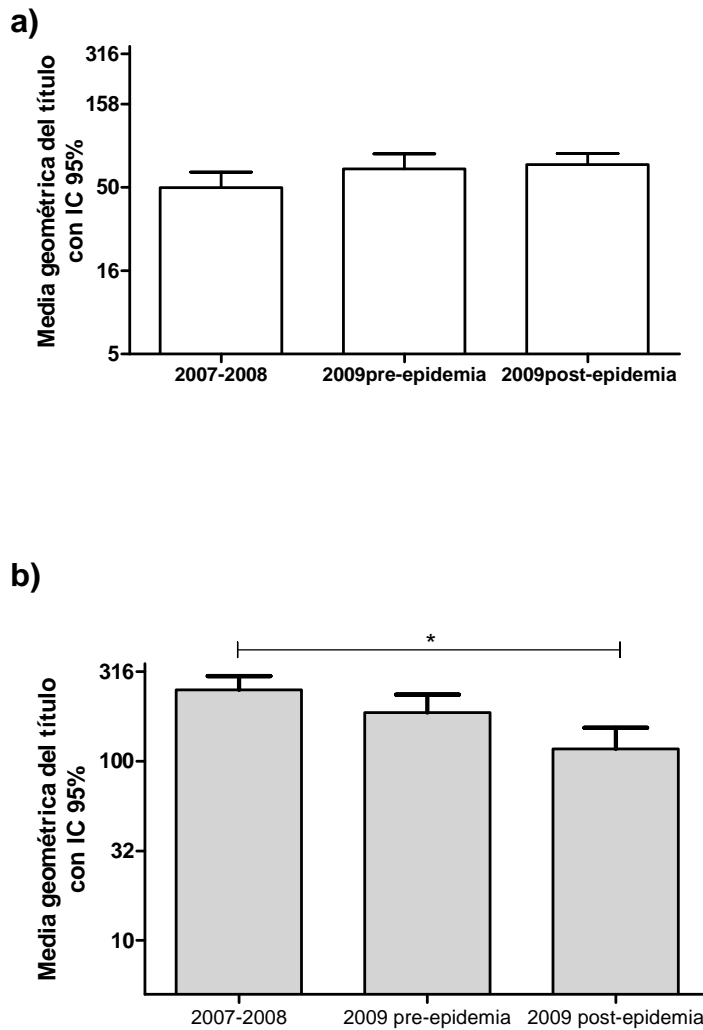 a)
Media geométrica del título
con IC 95%
316
158
50
16
5
2007-2008
2009pre-epidemia
2009post-epidemia
b)
*
Media geométrica del título
con IC 95%
316
100
32
10
2007-2008
2009 pre-epidemia
2009 post-epidemia